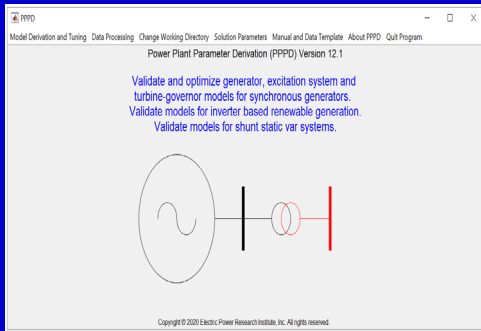 PPPD
Model Derivation and Tuning Data Processing Change Working Directory Solution Parameters Manual and Data Template About PPPD Quit Program
Power Plant Parameter Derivation (PPPD) Version 12.1
Validate and optimize generator, excitation system and
turbine-governor models for synchronous generators.
Validate models for inverter based renewable generation.
Validate models for shunt static var systems.
Copyright © 2020 Electric Power Research Institute, Inc. All rights reserved.